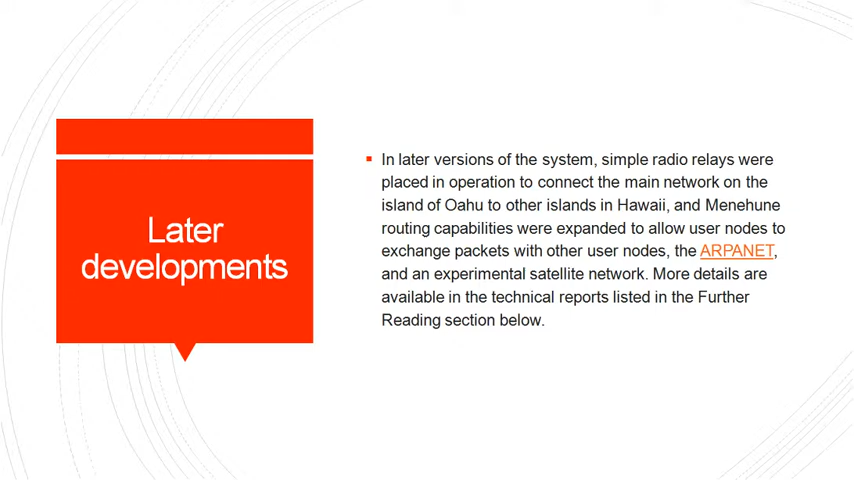 Later
developments
In later versions of the system, simple radio relays were
placed in operation to connect the main network on the
island of Oahu to other islands in Hawaii, and Menehune
routing capabilities were expanded to allow user nodes to
exchange packets with other user nodes, the ARPANET,
and an experimental satellite network. More details are
available in the technical reports listed in the Further
Reading section below.